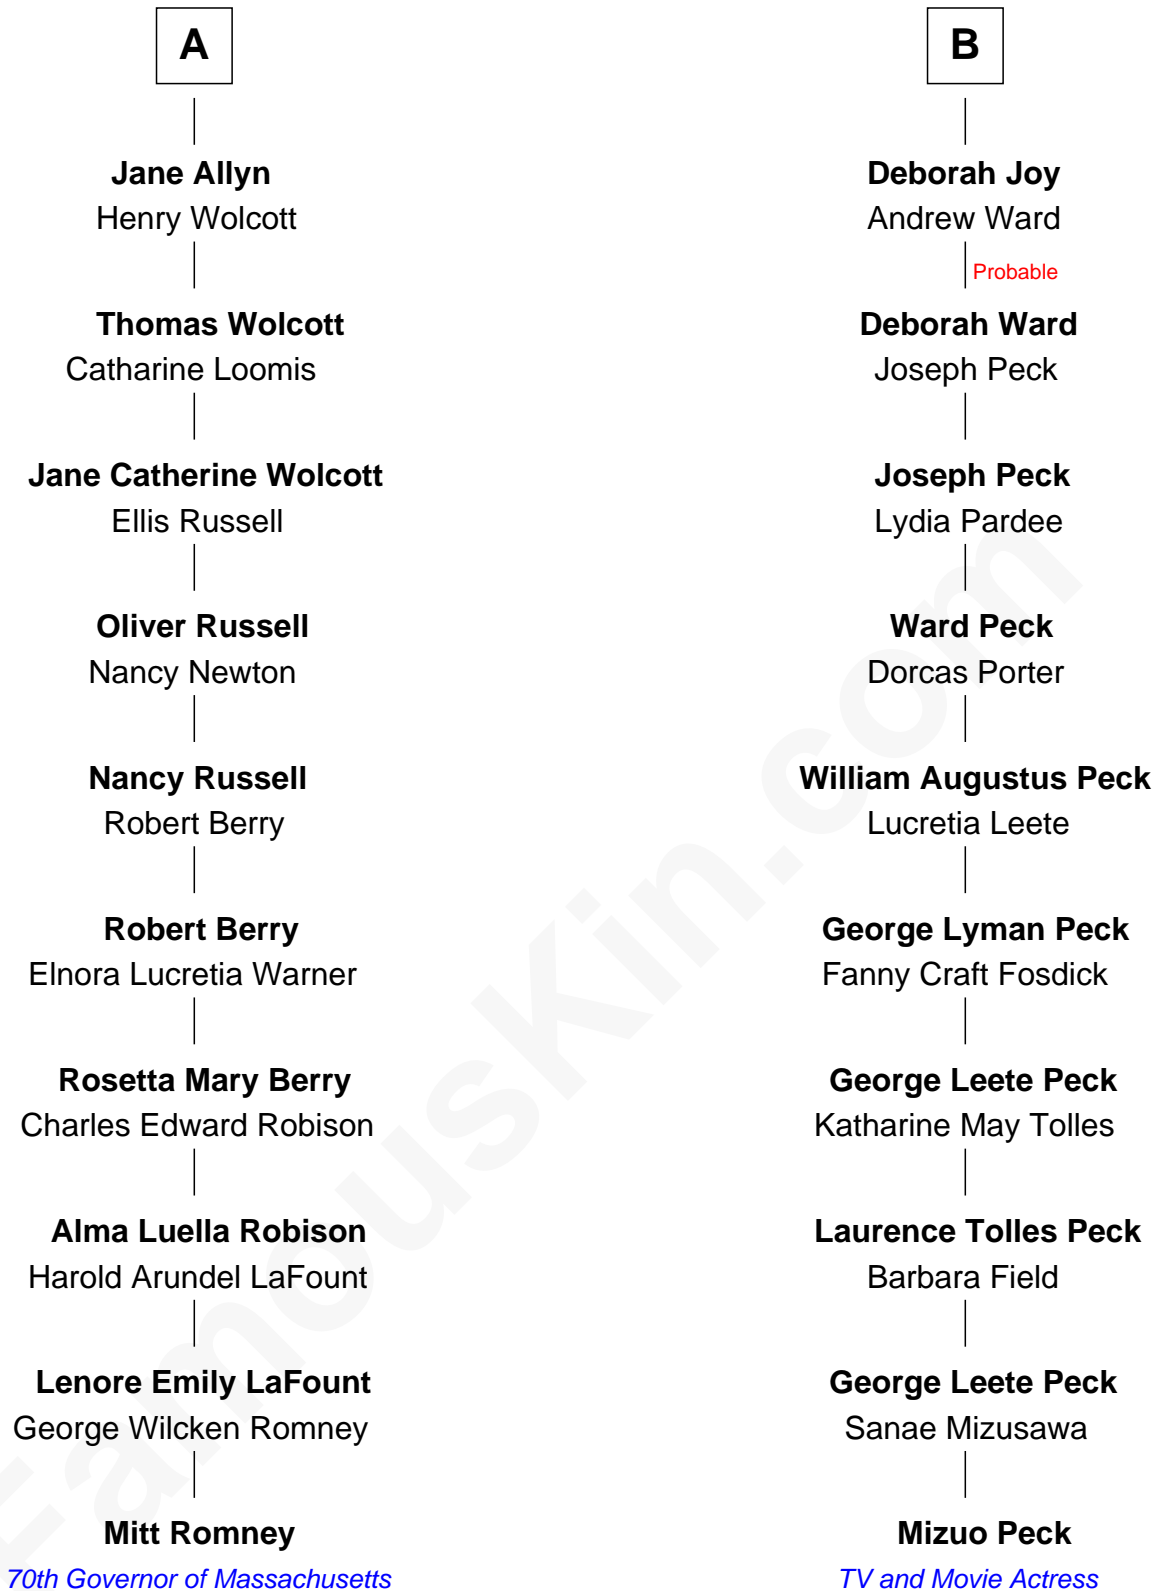 A
Jane Allyn
Henry Wolcott
Thomas Wolcott
Catharine Loomis
Jane Catherine Wolcott
Ellis Russell
Oliver Russell
Nancy Newton
Nancy Russell
Robert Berry
Robert Berry
Elnora Lucretia Warner
Rosetta Mary Berry
Charles Edward Robison
Alma Luella Robison
Harold Arundel LaFount
Lenore Emily LaFount
George Wilcken Romney
Mitt Romney
70th Governor of Massachusetts
B
Deborah Joy
Andrew Ward
Probable
Deborah Ward
Joseph Peck
Joseph Peck
Lydia Pardee
Ward Peck
Dorcas Porter
William Augustus Peck
Lucretia Leete
George Lyman Peck
Fanny Craft Fosdick
George Leete Peck
Katharine May Tolles
Laurence Tolles Peck
Barbara Field
George Leete Peck
Sanae Mizusawa
Mizuo Peck
TV and Movie Actress
FamousKin.com